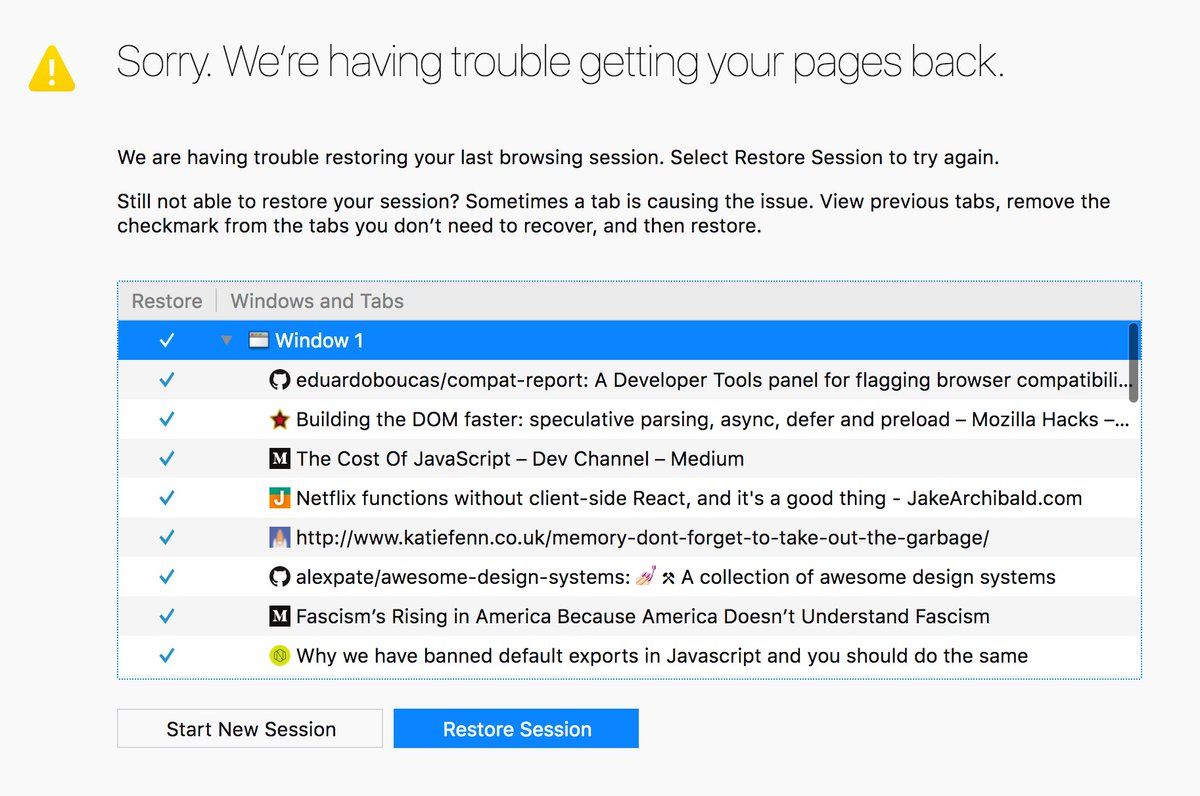 Sorry. We’re having trouble getting your pages back.
We are having trouble restoring your last browsing session. Select Restore Session to try again.
Still not able to restore your session? Sometimes a tab is causing the issue. View previous tabs, remove the
checkmark from the tabs you don’t need to recover, and then restore.
Restore Windows and Tabs
Window 1
eduardoboucas/compat-report: A Developer Tools panel for flagging browser compatibili...
Building the DOM faster: speculative parsing, async, defer and preload – Mozilla Hacks –...
M The Cost Of JavaScript – Dev Channel – Medium
J Netflix functions without client-side React, and it's a good thing - JakeArchibald.com
http://www.katiefenn.co.uk/memory-dont-forget-to-take-out-the-garbage/
alexpate/awesome-design-systems: 💅🏻 ⚒ A collection of awesome design systems
M Fascism’s Rising in America Because America Doesn’t Understand Fascism
Why we have banned default exports in Javascript and you should do the same
Start New Session Restore Session